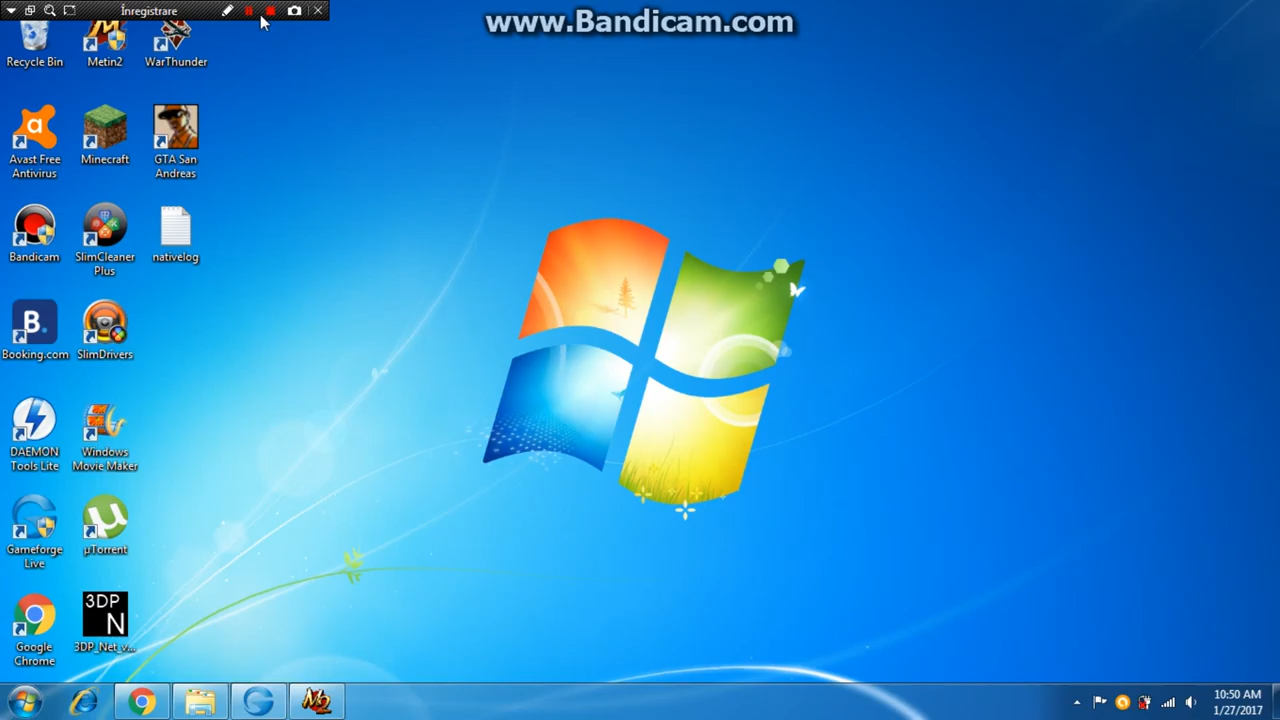 Înregistrare
www.Bandicam.com
Recycle Bin
Metin2
WarThunder
Avast Free
Antivirus
Minecraft
GTA San
Andreas
Bandicam
SlimCleaner
Plus
nativelog
B.
Booking.com
SlimDrivers
DAEMON
Tools Lite
Windows
Movie Maker
Gameforge
Live
µTorrent
3DP
N
Google
Chrome
3DP_Net_v...
10:50 AM
1/27/2017